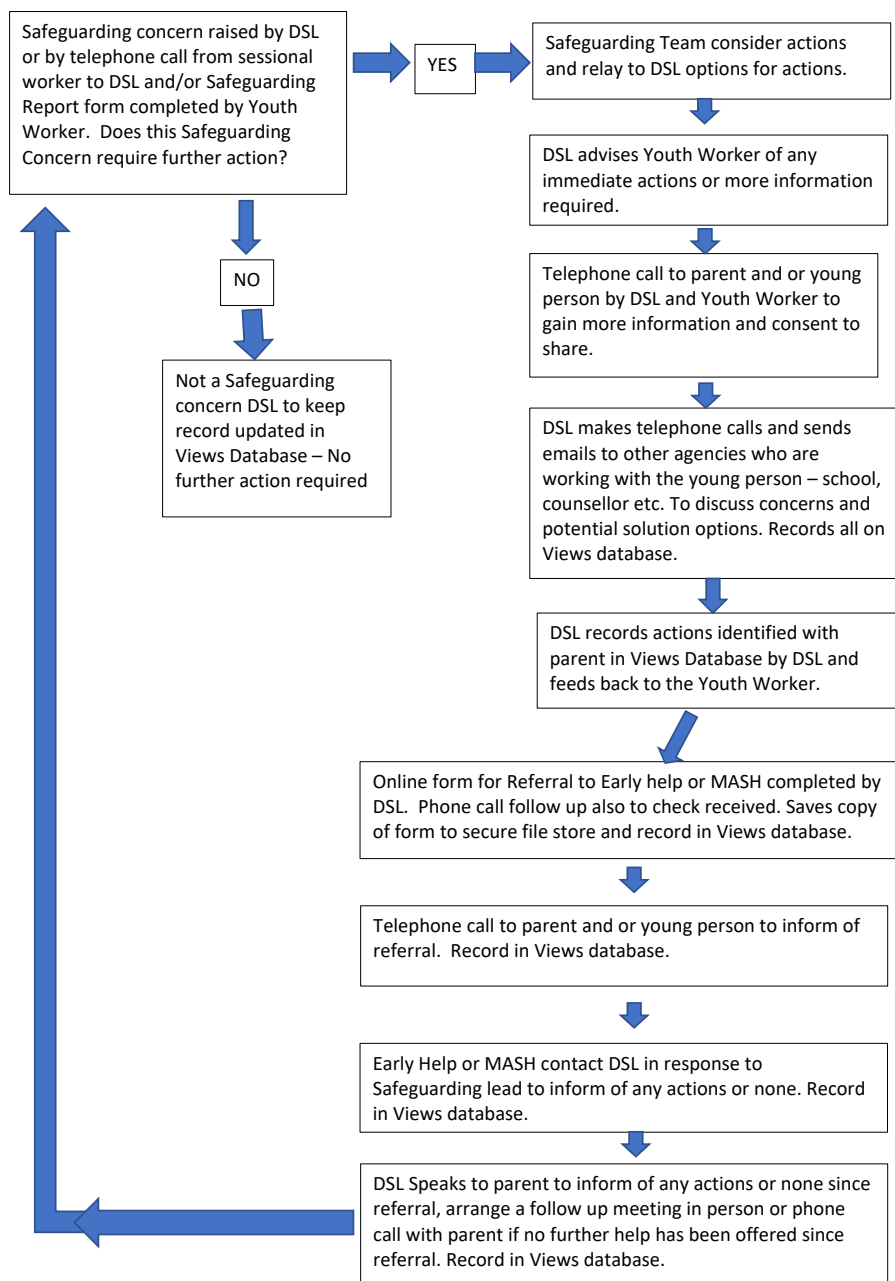 Safeguarding concern raised by DSL
or by telephone call from sessional
worker to DSL and/or Safeguarding
Report form completed by Youth
Worker.  Does this Safeguarding
Concern require further action?
YES
Safeguarding Team consider actions
and relay to DSL options for actions.
DSL advises Youth Worker of any
immediate actions or more information
required.
NO
Telephone call to parent and or young
person by DSL and Youth Worker to
gain more information and consent to
share.
Not a Safeguarding
concern DSL to keep
record updated in
Views Database – No
further action required
DSL makes telephone calls and sends
emails to other agencies who are
working with the young person – school,
counsellor etc. To discuss concerns and
potential solution options. Records all on
Views database.
DSL records actions identified with
parent in Views Database by DSL and
feeds back to the Youth Worker.
Online form for Referral to Early help or MASH completed by
DSL.  Phone call follow up also to check received. Saves copy
of form to secure file store and record in Views database.
Telephone call to parent and or young person to inform of
referral.  Record in Views database.
Early Help or MASH contact DSL in response to
Safeguarding lead to inform of any actions or none. Record
in Views database.
DSL Speaks to parent to inform of any actions or none since
referral, arrange a follow up meeting in person or phone
call with parent if no further help has been offered since
referral. Record in Views database.